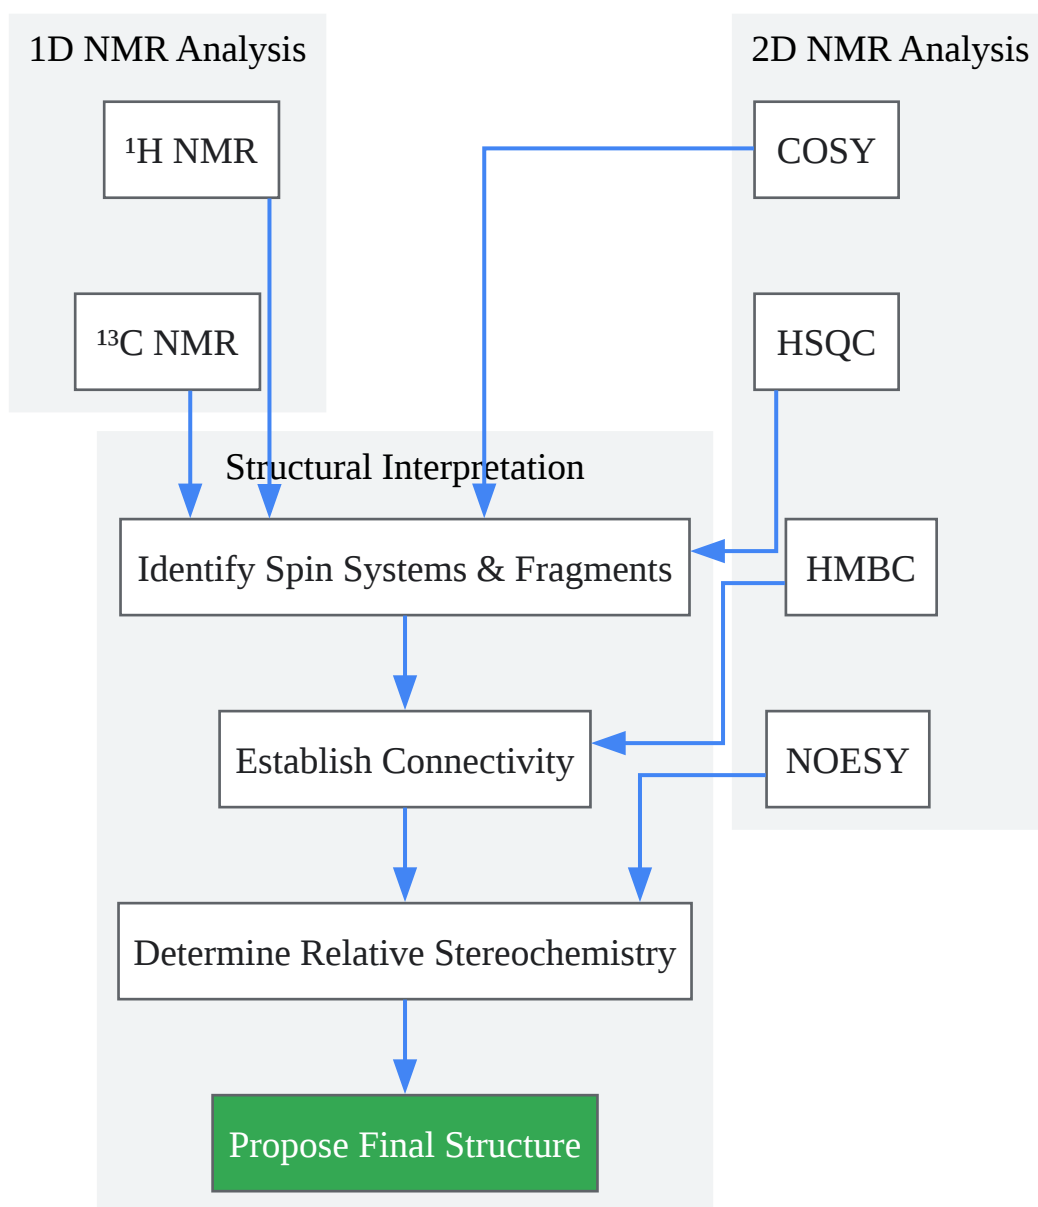 1D NMR Analysis
¹H NMR
¹³C NMR
2D NMR Analysis
COSY
HSQC
HMBC
NOESY
Structural Interpretation
Identify Spin Systems & Fragments
Establish Connectivity
Determine Relative Stereochemistry
Propose Final Structure